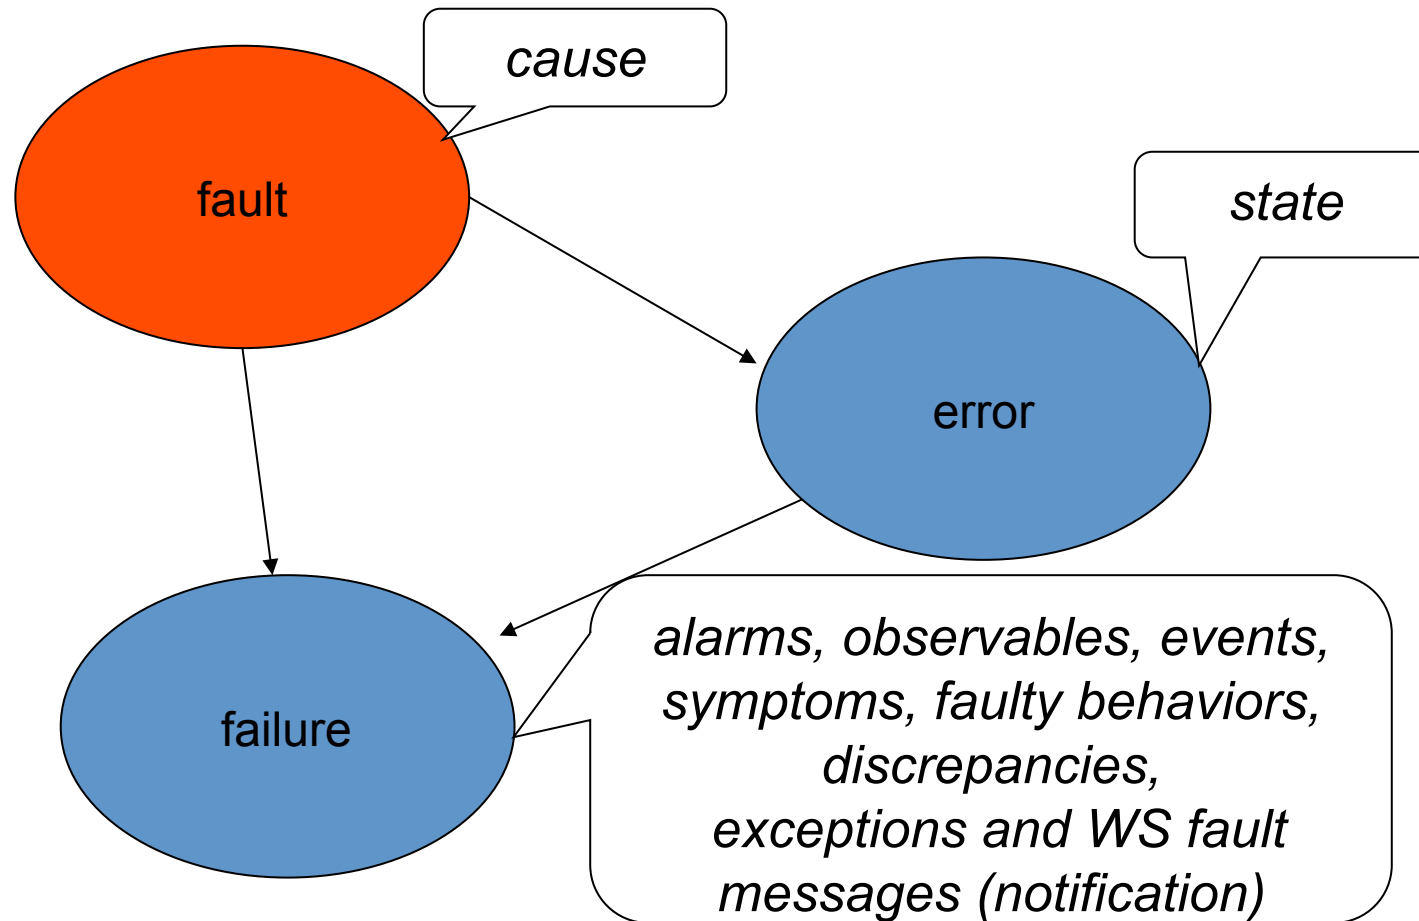 cause
fault
state
error
alarms, observables, events,
symptoms, faulty behaviors,
discrepancies,
exceptions and WS fault
messages (notification)
failure